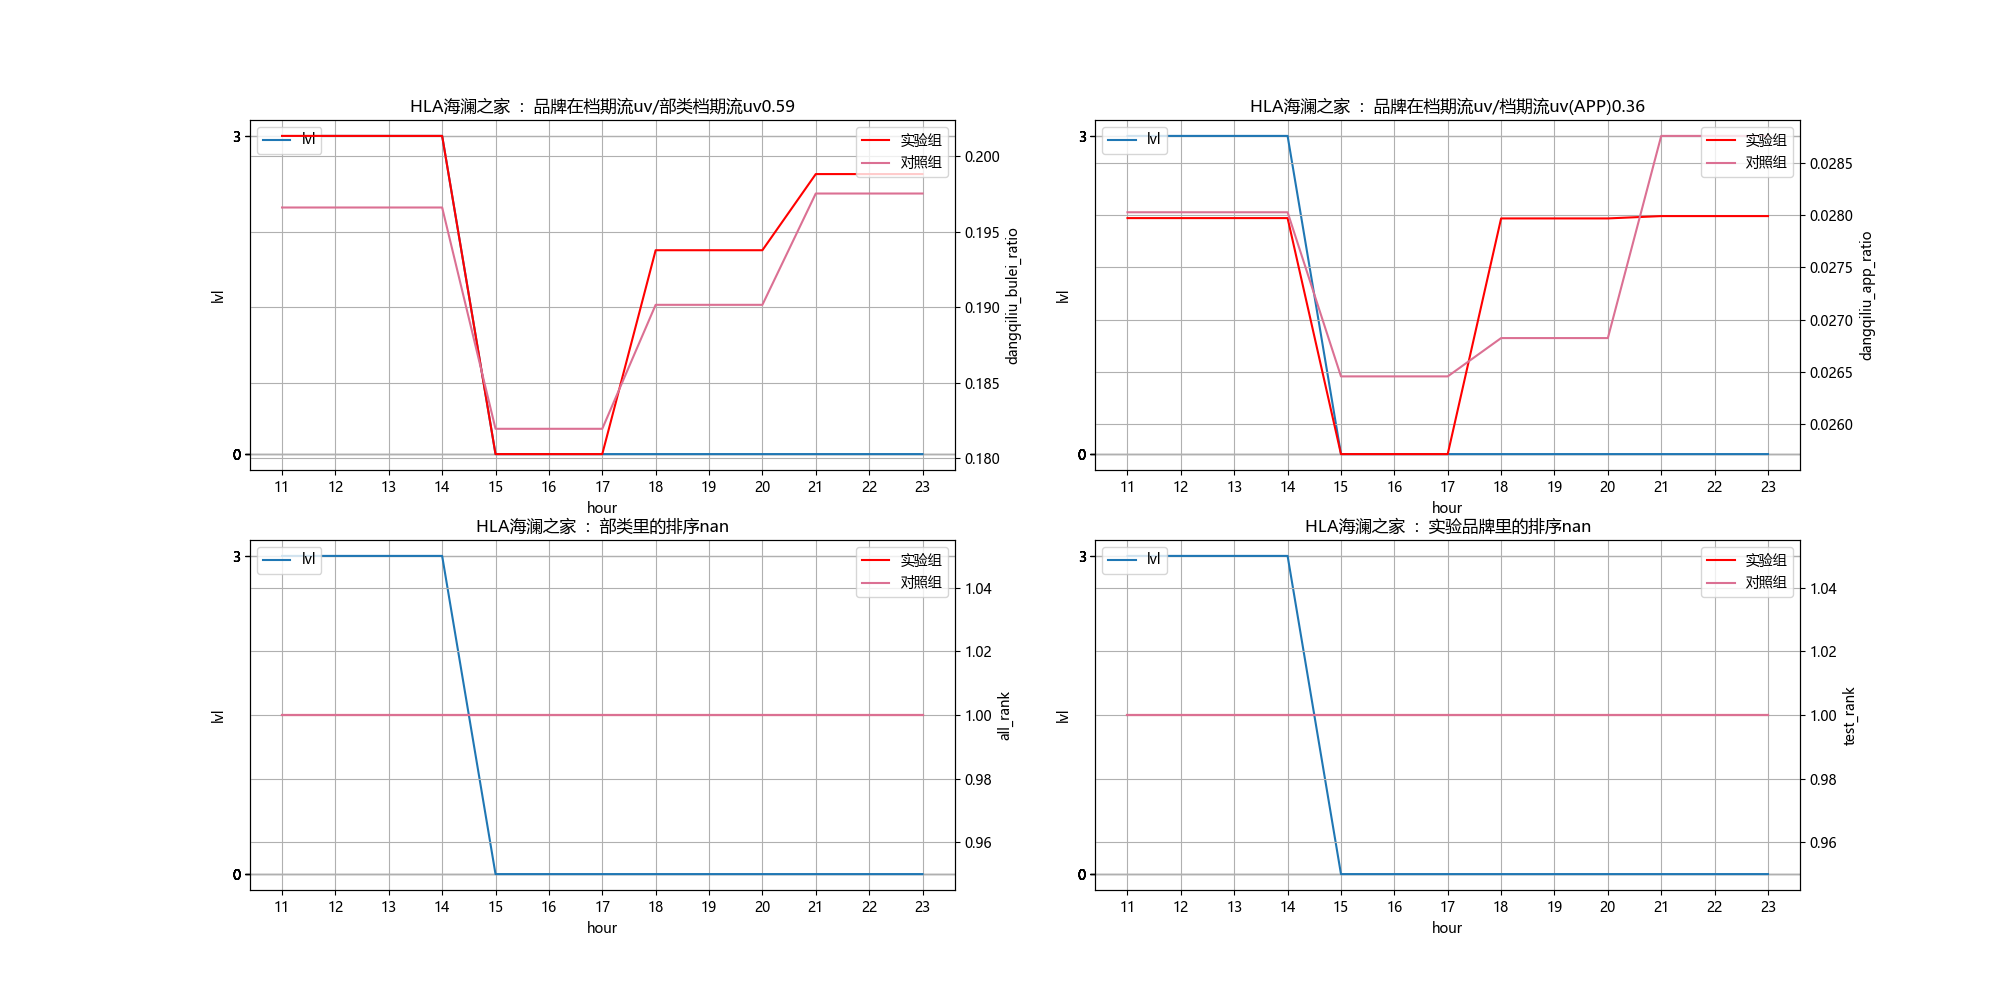 HLA海澜之家 ： 品牌在档期流uv/部类档期流uv0.59
lvl
实验组
对照组
3
0
lvl
0.200
0.195
0.190
0.185
0.180
dangqiliu_bulei_ratio
11 12 13 14 15 16 17 18 19 20 21 22 23
hour
HLA海澜之家 ： 品牌在档期流uv/档期流uv(APP)0.36
lvl
实验组
对照组
3
0
lvl
0.0285
0.0280
0.0275
0.0270
0.0265
0.0260
dangqiliu_app_ratio
11 12 13 14 15 16 17 18 19 20 21 22 23
hour
HLA海澜之家 ： 部类里的排序nan
lvl
实验组
对照组
3
0
lvl
1.04
1.02
1.00
0.98
0.96
all_rank
11 12 13 14 15 16 17 18 19 20 21 22 23
hour
HLA海澜之家 ： 实验品牌里的排序nan
lvl
实验组
对照组
3
0
lvl
1.04
1.02
1.00
0.98
0.96
test_rank
11 12 13 14 15 16 17 18 19 20 21 22 23
hour